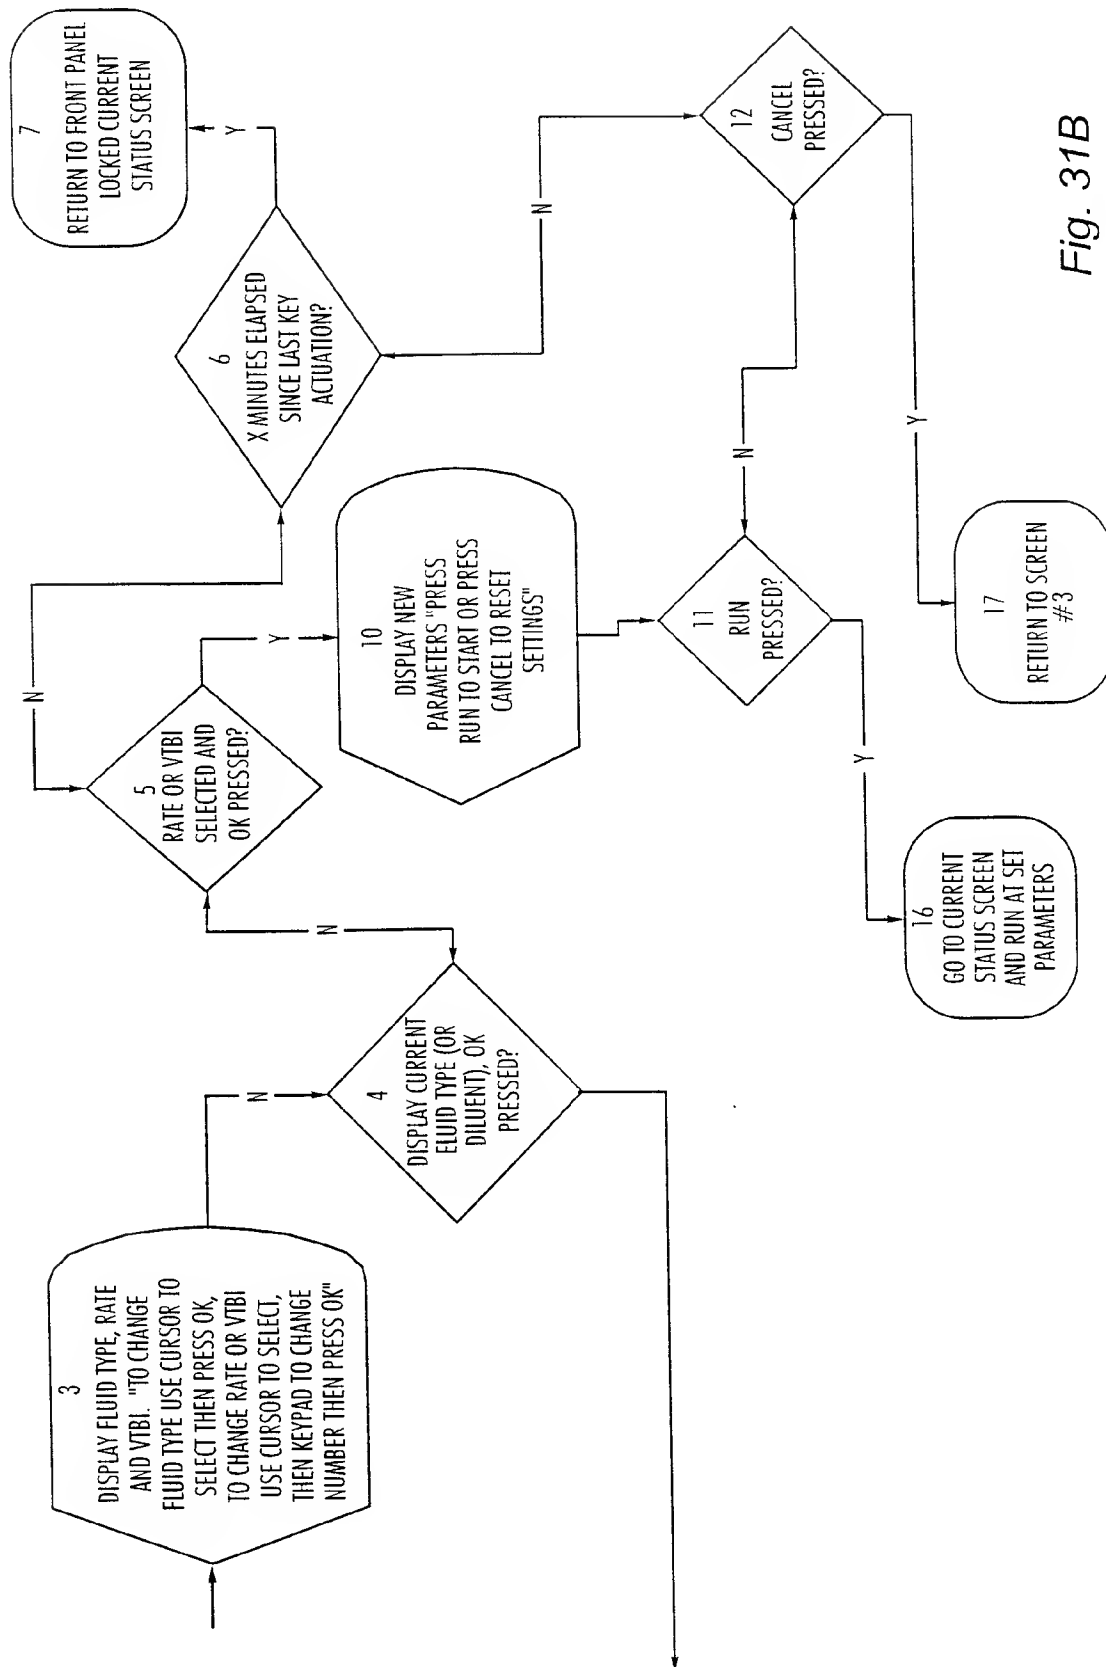 3
DISPLAY FLUID TYPE, RATE
AND VTBI. "TO CHANGE
FLUID TYPE USE CURSOR TO
SELECT THEN PRESS OK,
TO CHANGE RATE OR VTBI
USE CURSOR TO SELECT,
THEN KEYPAD TO CHANGE
NUMBER THEN PRESS OK"
N
4
DISPLAY CURRENT
FLUID TYPE (OR
DILUENT), OK
PRESSED?
N
5
RATE OR VTBI
SELECTED AND
OK PRESSED?
N
Y
6
X MINUTES ELAPSED
SINCE LAST KEY
ACTUATION?
Y
7
RETURN TO FRONT PANEL
LOCKED CURRENT
STATUS SCREEN
N
10
DISPLAY NEW
PARAMETERS "PRESS
RUN TO START OR PRESS
CANCEL TO RESET
SETTINGS"
11
RUN
PRESSED?
N
Y
12
CANCEL
PRESSED?
Y
16
GO TO CURRENT
STATUS SCREEN
AND RUN AT SET
PARAMETERS
17
RETURN TO SCREEN
#3
Fig. 31B